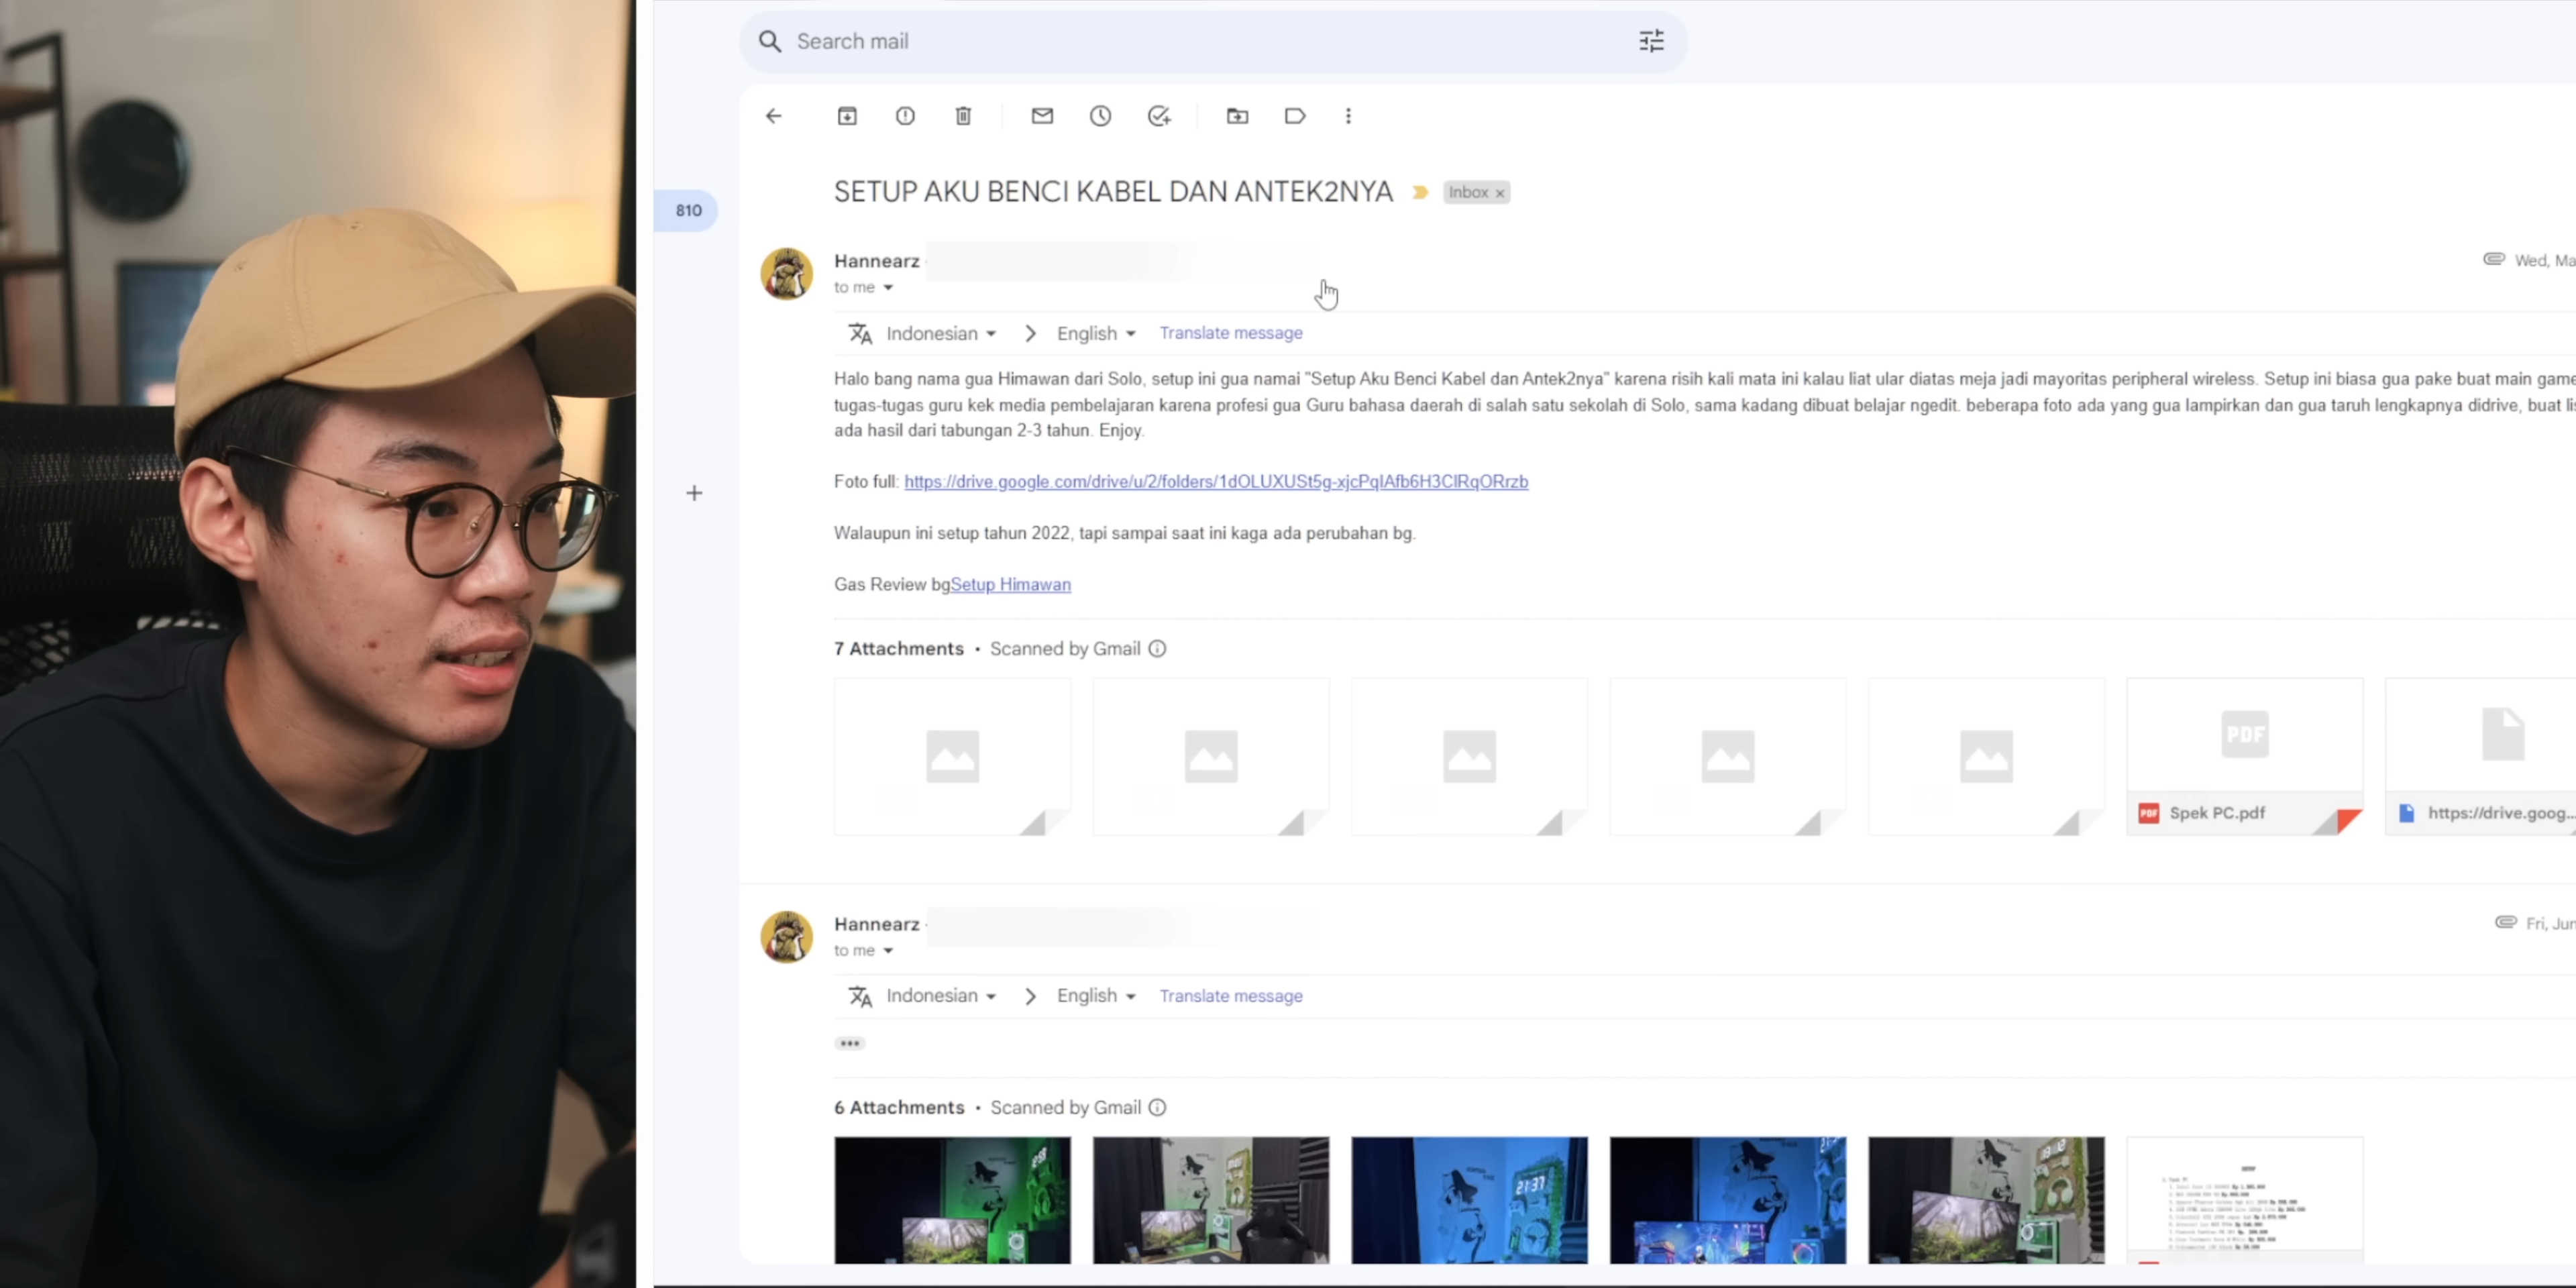 Search mail
SETUP AKU BENCI KABEL DAN ANTEK2NYA Inbox ×
810
Hannearz
Wed, Ma
to me
Indonesian > English Translate message
Halo bang nama gua Himawan dari Solo, setup ini gua namai "Setup Aku Benci Kabel dan Antek2nya" karena risih kali mata ini kalau liat ular diatas meja jadi mayoritas peripheral wireless. Setup ini biasa gua pake buat main game
tugas-tugas guru kek media pembelajaran karena profesi gua Guru bahasa daerah di salah satu sekolah di Solo, sama kadang dibuat belajar ngedit. beberapa foto ada yang gua lampirkan dan gua taruh lengkapnya didrive, buat lis
ada hasil dari tabungan 2-3 tahun. Enjoy.
Foto full: https://drive.google.com/drive/u/2/folders/1dOLUXUSt5g-xjcPqIAfb6H3ClRqORrzb
Walaupun ini setup tahun 2022, tapi sampai saat ini kaga ada perubahan bg.
Gas Review bgSetup Himawan
7 Attachments • Scanned by Gmail
PDF
PDF Spek PC.pdf
https://drive.goog...
Hannearz
Fri, Jun
to me
Indonesian > English Translate message
6 Attachments • Scanned by Gmail
21:37